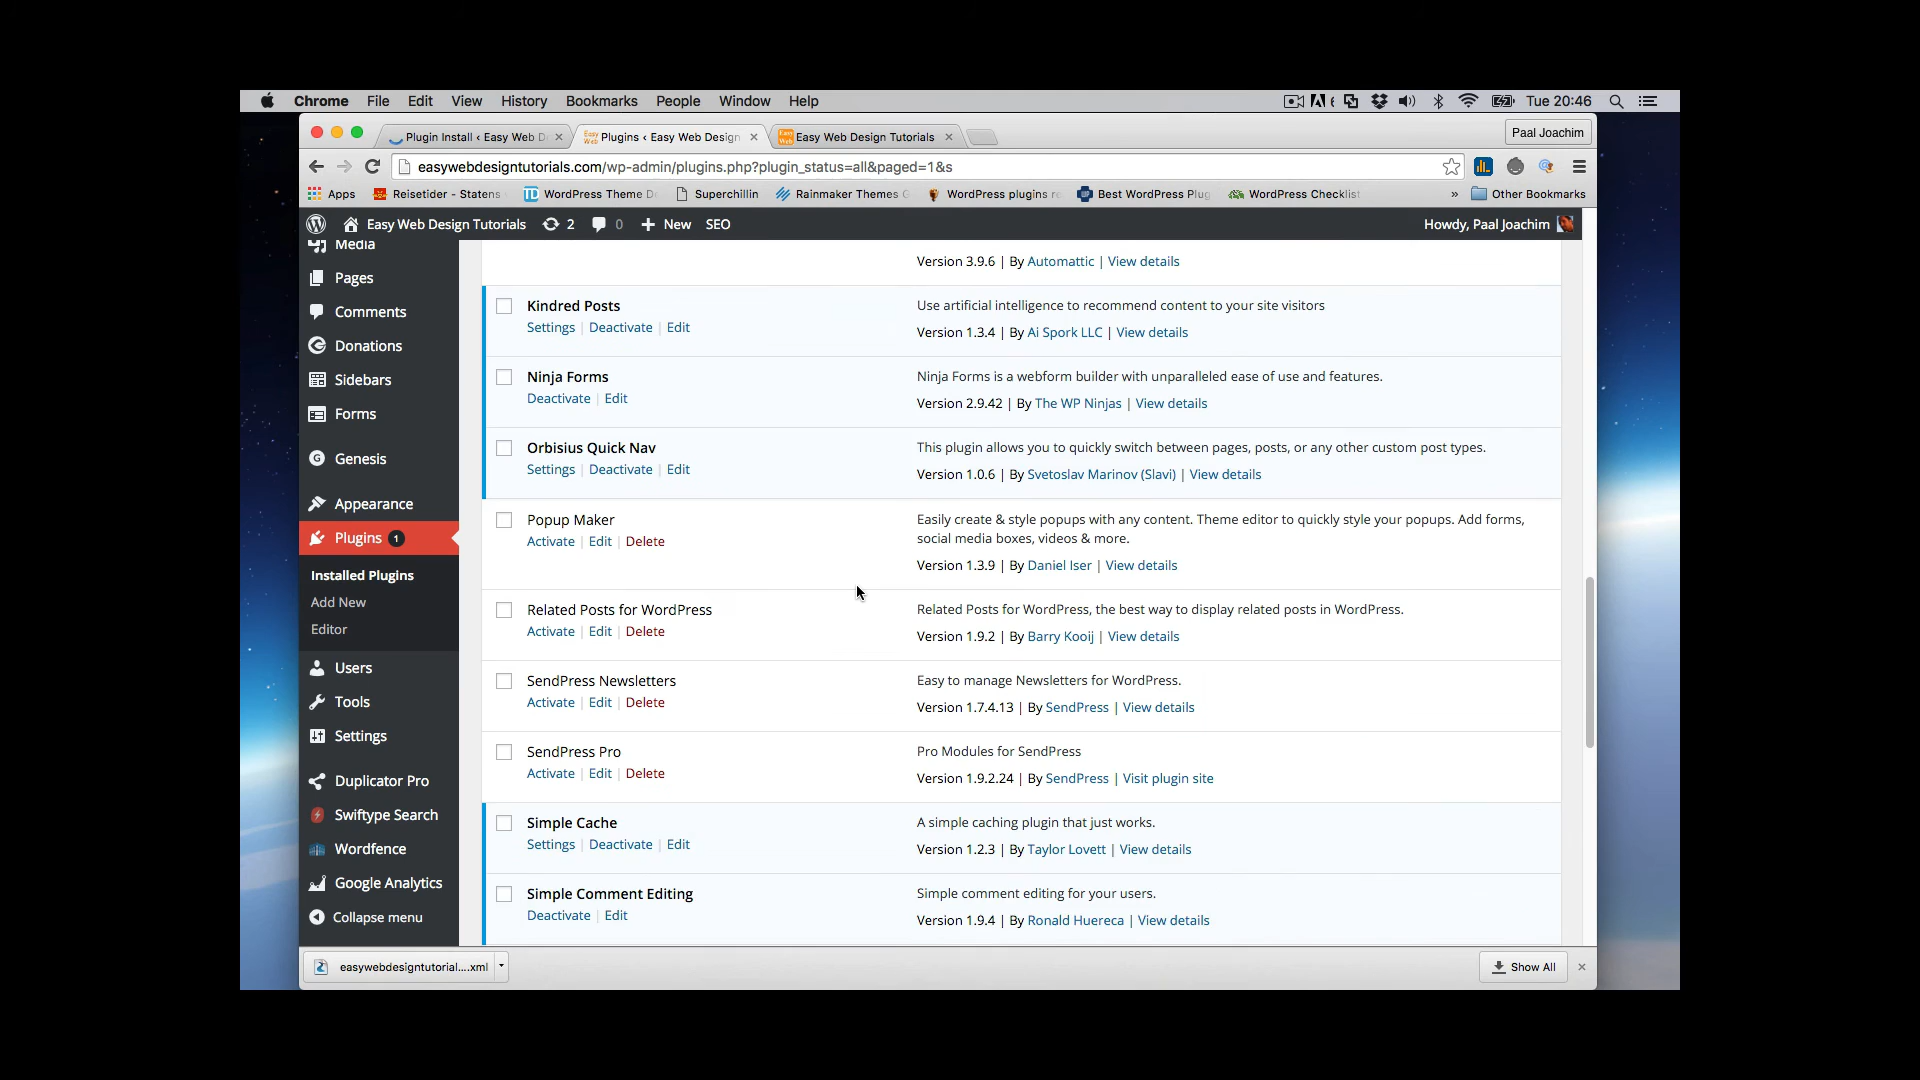 Chrome File Edit View History Bookmarks People Window Help Tue 20:46
Plugin Install ‹ Easy Web D Plugins ‹ Easy Web Design Easy Web Design Tutorials Paal Joachim
easywebdesigntutorials.com/wp-admin/plugins.php?plugin_status=all&paged=1&s
Apps Reisetider - Statens WordPress Theme D Superchillin Rainmaker Themes WordPress plugins r Best WordPress Plug WordPress Checklist » Other Bookmarks
Easy Web Design Tutorials 2 0 + New SEO Howdy, Paal Joachim
Media
Pages
Comments
Donations
Sidebars
Forms
Genesis
Appearance
Plugins 1
Installed Plugins
Add New
Editor
Users
Tools
Settings
Duplicator Pro
Swiftype Search
Wordfence
Google Analytics
Collapse menu
Version 3.9.6 | By Automattic | View details
Kindred Posts
Settings | Deactivate | Edit
Use artificial intelligence to recommend content to your site visitors
Version 1.3.4 | By Ai Spork LLC | View details
Ninja Forms
Deactivate | Edit
Ninja Forms is a webform builder with unparalleled ease of use and features.
Version 2.9.42 | By The WP Ninjas | View details
Orbisius Quick Nav
Settings | Deactivate | Edit
This plugin allows you to quickly switch between pages, posts, or any other custom post types.
Version 1.0.6 | By Svetoslav Marinov (Slavi) | View details
Popup Maker
Activate | Edit | Delete
Easily create & style popups with any content. Theme editor to quickly style your popups. Add forms,
social media boxes, videos & more.
Version 1.3.9 | By Daniel Iser | View details
Related Posts for WordPress
Activate | Edit | Delete
Related Posts for WordPress, the best way to display related posts in WordPress.
Version 1.9.2 | By Barry Kooij | View details
SendPress Newsletters
Activate | Edit | Delete
Easy to manage Newsletters for WordPress.
Version 1.7.4.13 | By SendPress | View details
SendPress Pro
Activate | Edit | Delete
Pro Modules for SendPress
Version 1.9.2.24 | By SendPress | Visit plugin site
Simple Cache
Settings | Deactivate | Edit
A simple caching plugin that just works.
Version 1.2.3 | By Taylor Lovett | View details
Simple Comment Editing
Deactivate | Edit
Simple comment editing for your users.
Version 1.9.4 | By Ronald Huereca | View details
easywebdesigntutorial....xml Show All